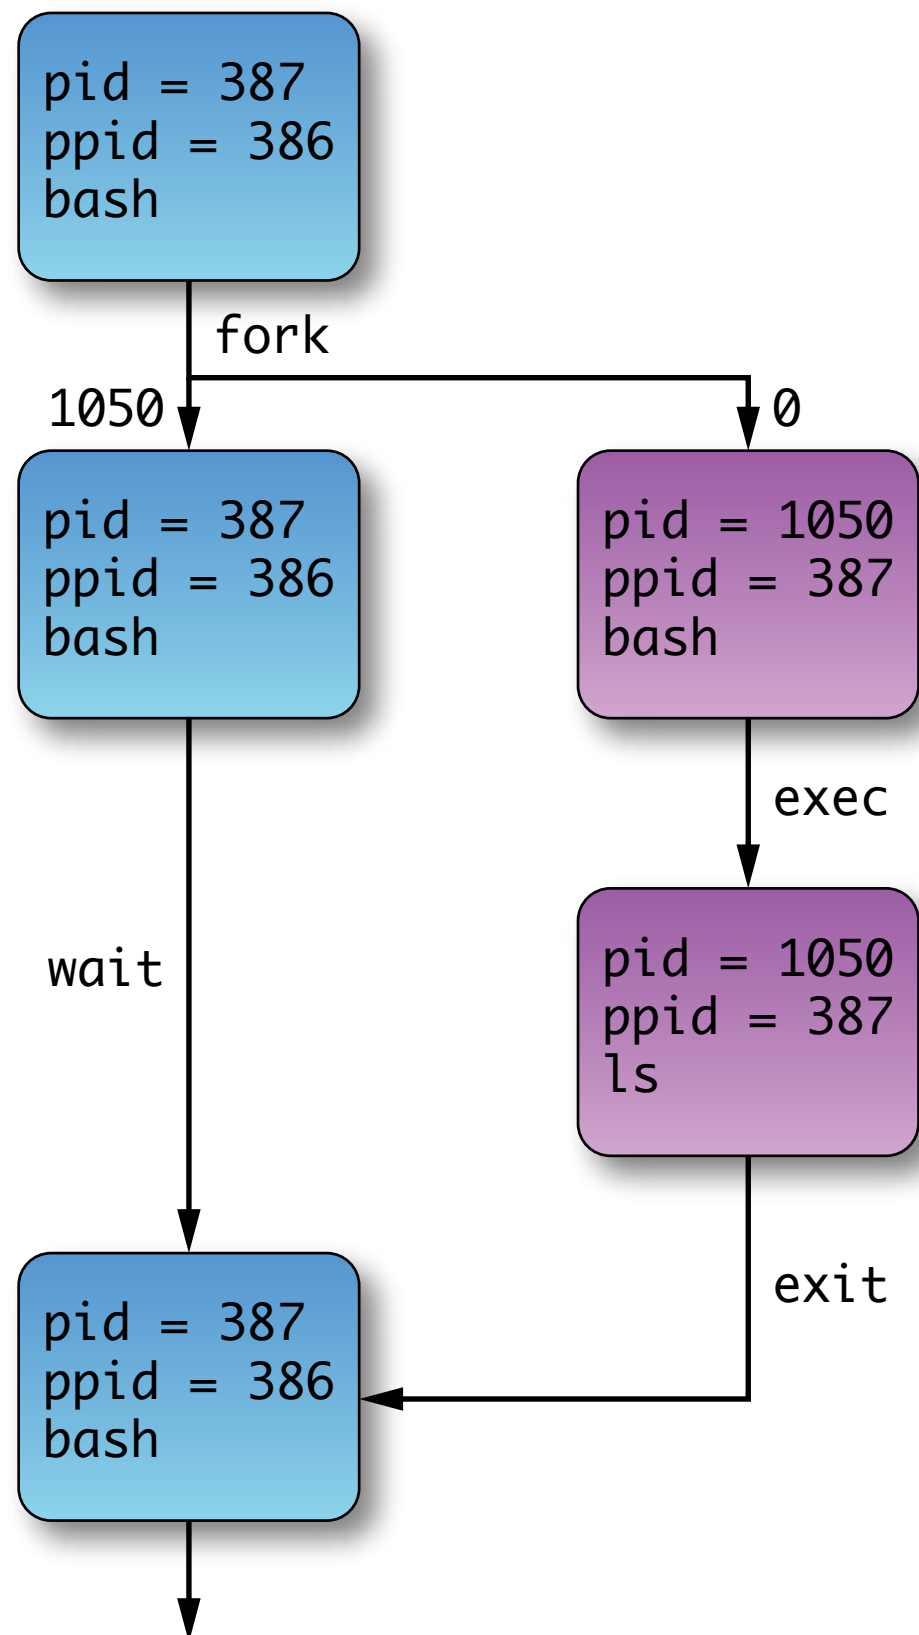 pid = 387
ppid = 386
bash
fork
1050
0
pid = 387
ppid = 386
bash
pid = 1050
ppid = 387
bash
exec
wait
pid = 1050
ppid = 387
ls
exit
pid = 387
ppid = 386
bash